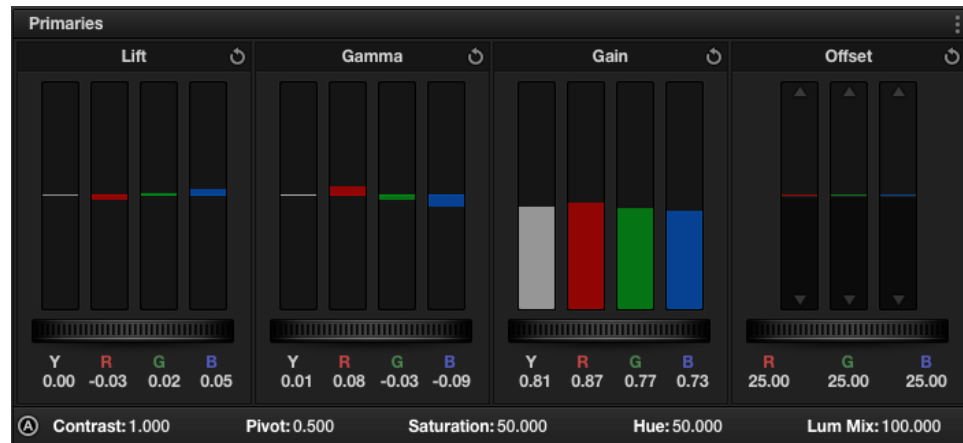 Primaries
Lift Gamma Gain Offset
Y R G B Y R G B Y R G B R G B
0.00 -0.03 0.02 0.05 0.01 0.08 -0.03 -0.09 0.81 0.87 0.77 0.73 25.00 25.00 25.00
A Contrast: 1.000 Pivot: 0.500 Saturation: 50.000 Hue: 50.000 Lum Mix: 100.000